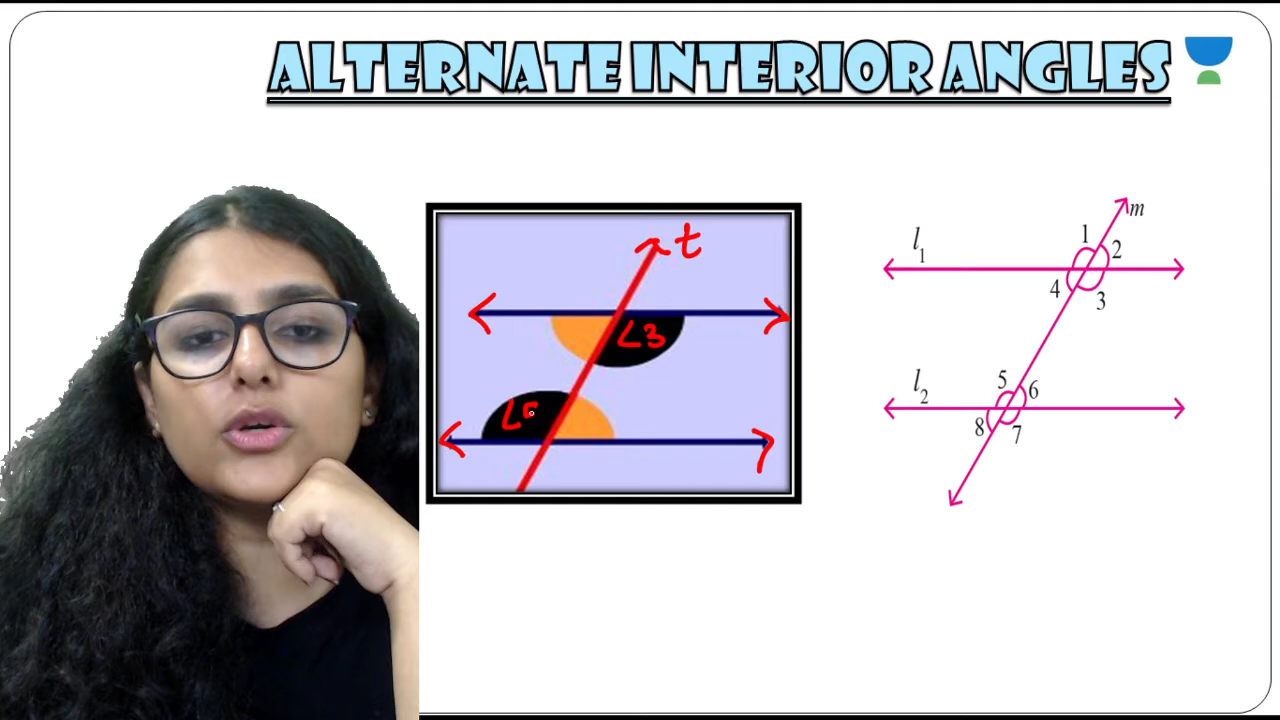 ALTERNATE INTERIOR ANGLES
t
∠3
∠5
m
l1
1
2
4
3
l2
5
6
8
7